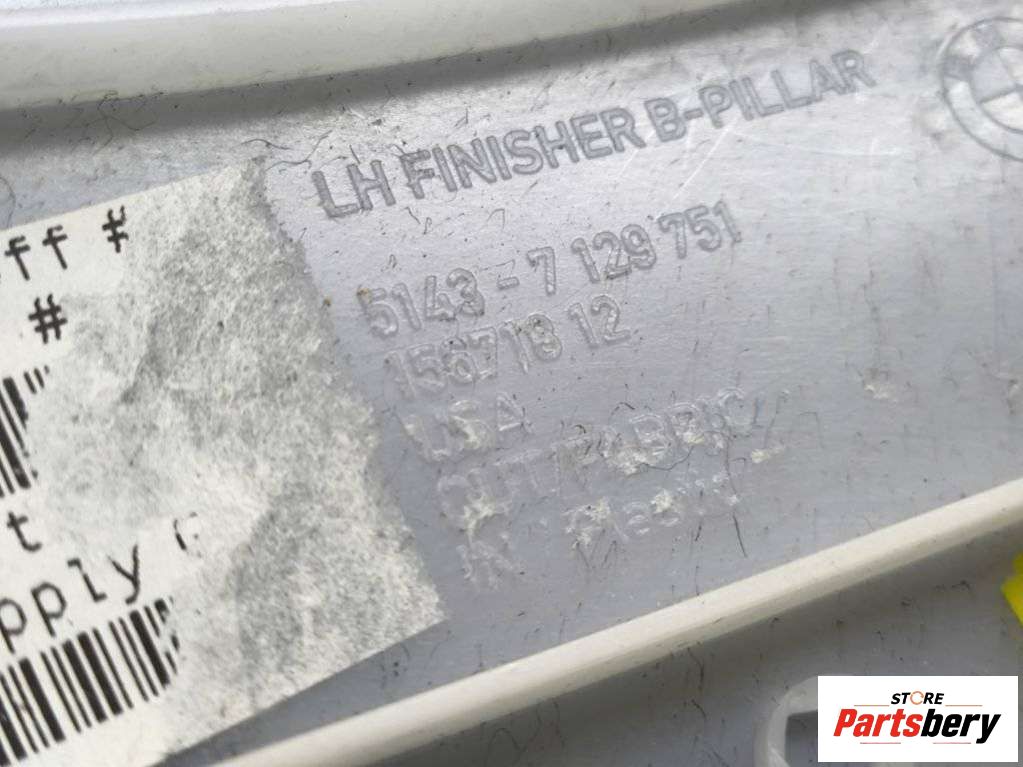 LH FINISHER B-PILLAR
5143-7 129 751
156718 12
USA
ff #
#
t
pply
STORE
Partsbery